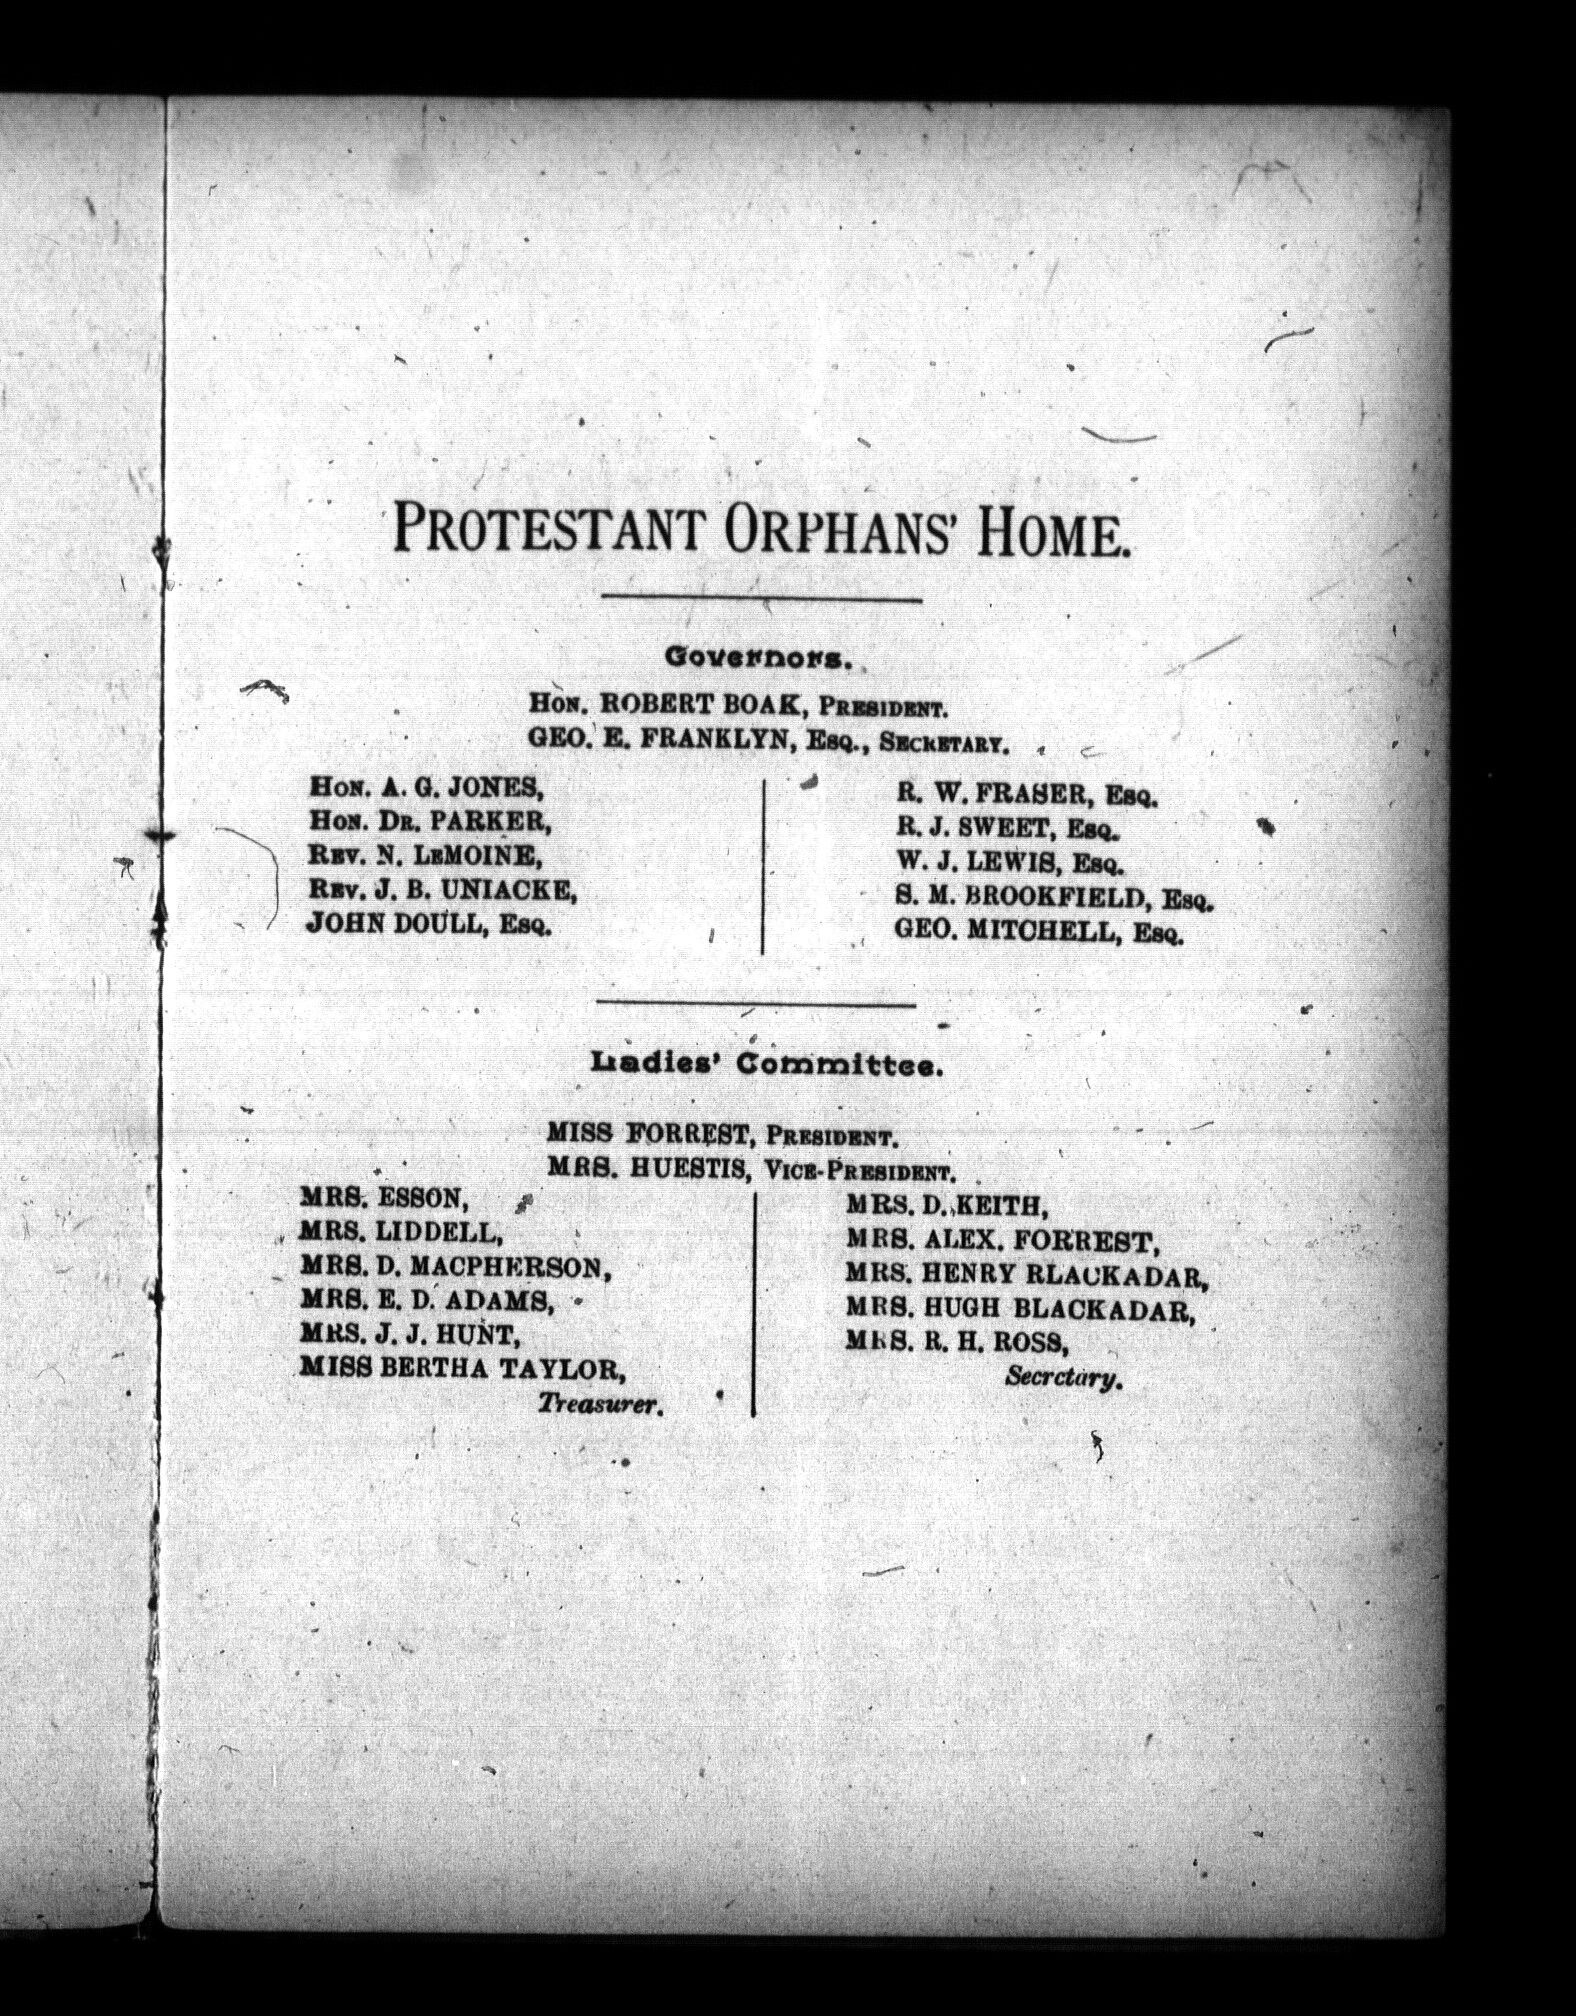 PROTESTANT ORPHANS' HOME.
Governors.
HON. ROBERT BOAK, PRESIDENT.
GEO. E. FRANKLYN, ESQ., SECRETARY.
HON. A. G. JONES,
HON. DR. PARKER,
REV. N. LEMOINE,
REV. J. B. UNIACKE,
JOHN DOULL, ESQ.
R. W. FRASER, ESQ.
R. J. SWEET, ESQ.
W. J. LEWIS, ESQ.
S. M. BROOKFIELD, ESQ.
GEO. MITCHELL, ESQ.
Ladies' Committee.
MISS FORREST, PRESIDENT.
MRS. HUESTIS, VICE-PRESIDENT.
MRS. ESSON,
MRS. LIDDELL,
MRS. D. MACPHERSON,
MRS. E. D. ADAMS,
MRS. J. J. HUNT,
MISS BERTHA TAYLOR,
Treasurer.
MRS. D. KEITH,
MRS. ALEX. FORREST,
MRS. HENRY RLACKADAR,
MRS. HUGH BLACKADAR,
MRS. R. H. ROSS,
Secretary.